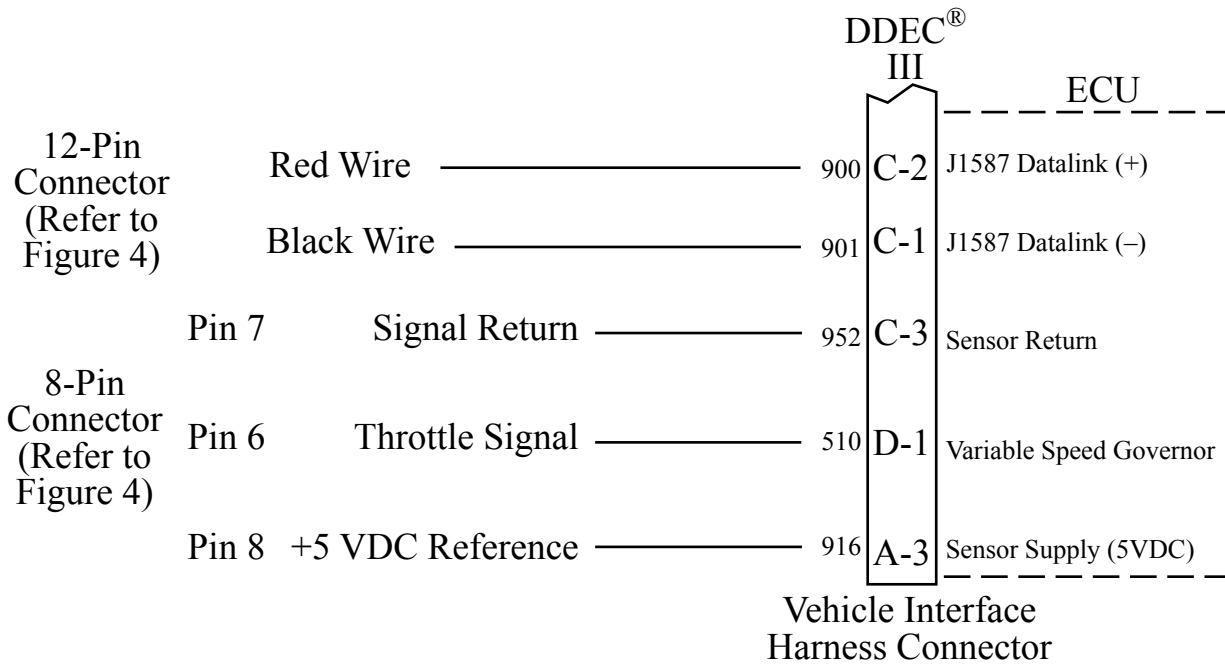 DDEC®
III
ECU
12-Pin
Connector
(Refer to
Figure 4)
Red Wire 900 C-2 J1587 Datalink (+)
Black Wire 901 C-1 J1587 Datalink (–)
Pin 7 Signal Return 952 C-3 Sensor Return
8-Pin
Connector
(Refer to
Figure 4)
Pin 6 Throttle Signal 510 D-1 Variable Speed Governor
Pin 8 +5 VDC Reference 916 A-3 Sensor Supply (5VDC)
Vehicle Interface
Harness Connector